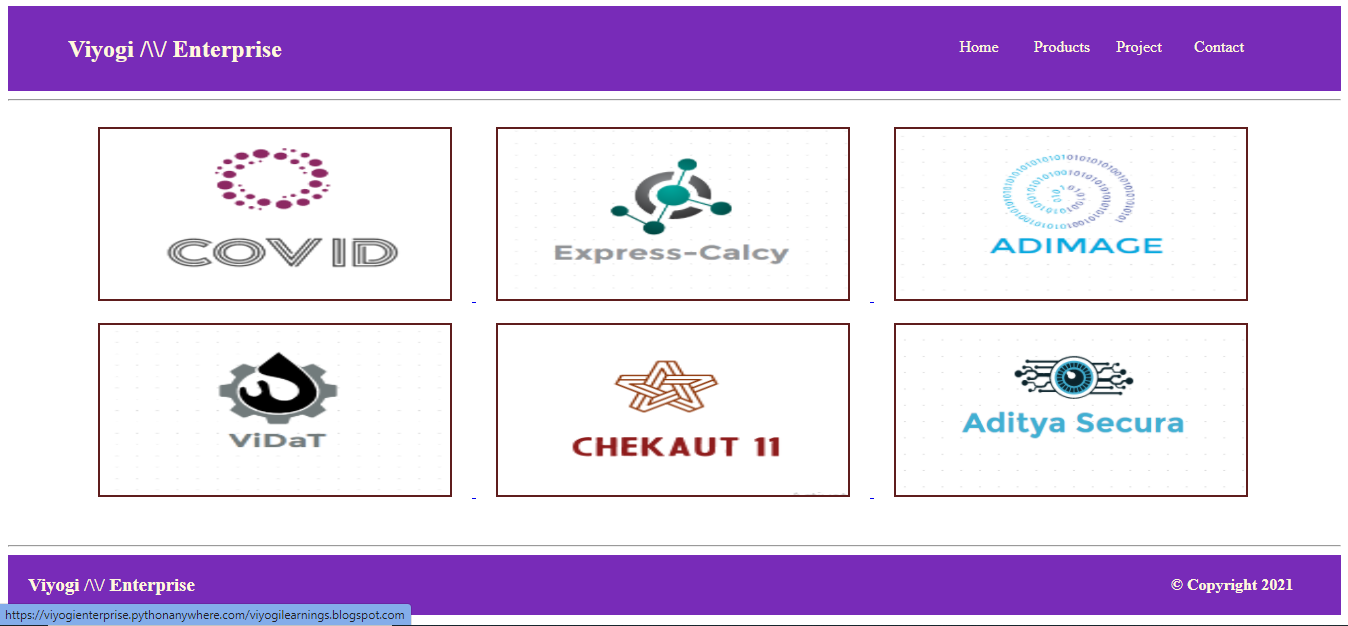 Viyogi /\\/ Enterprise
Home Products Project Contact
COVID
Express-Calcy
ADIMAGE
ViDaT
CHEKAUT 11
Aditya Secura
Viyogi /\\/ Enterprise
© Copyright 2021
https://viyogienterprise.pythonanywhere.com/viyogilearnings.blogspot.com